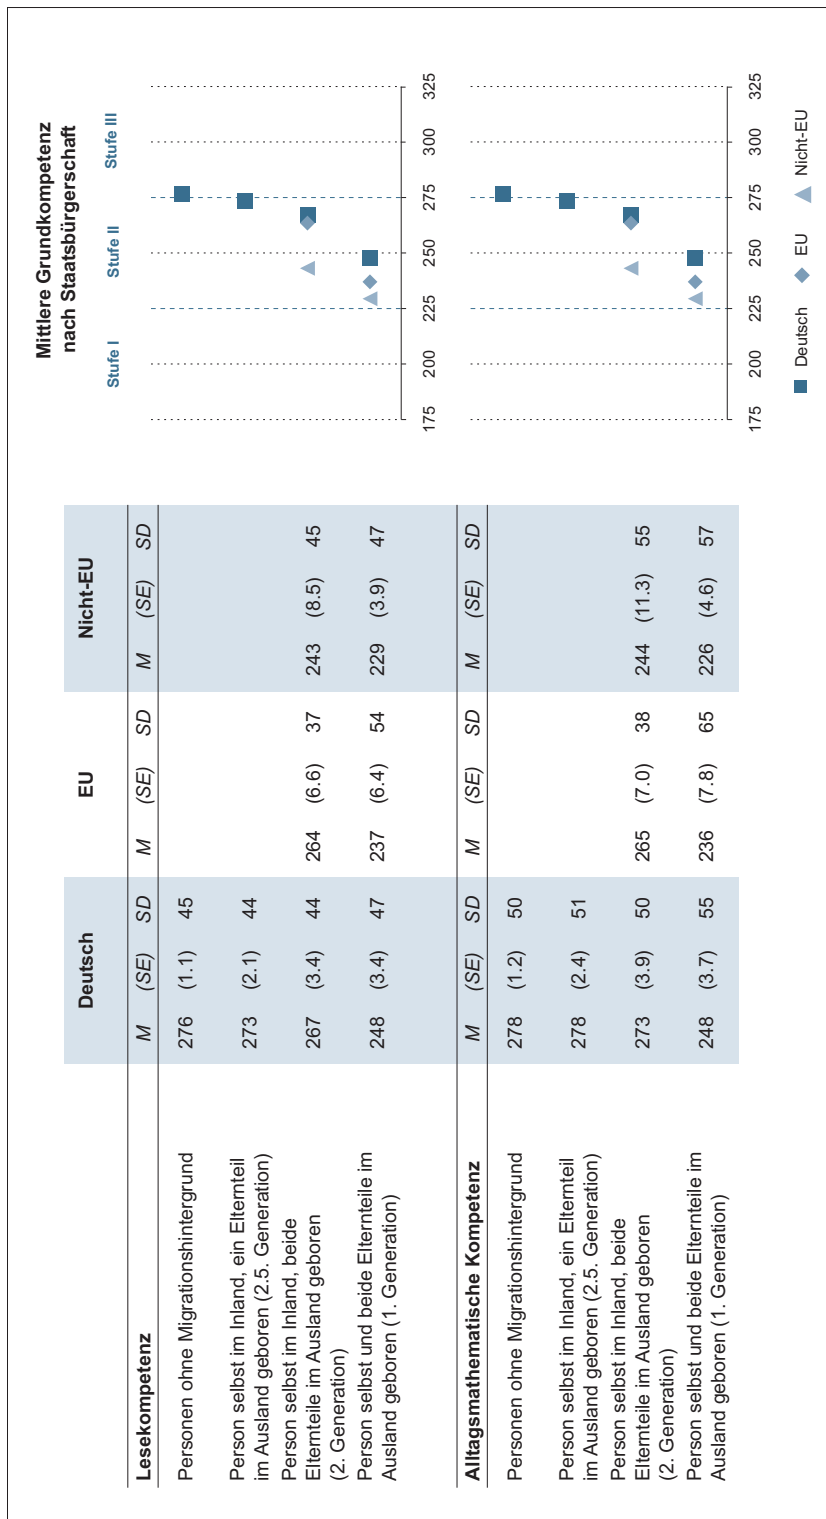 Mittlere Grundkompetenz
nach Staatsbürgerschaft
Deutsch EU Nicht-EU
Lesekompetenz M (SE) SD M (SE) SD M (SE) SD
Stufe I Stufe II Stufe III
Personen ohne Migrationshintergrund 276 (1.1) 45
Person selbst im Inland, ein Elternteil
im Ausland geboren (2.5. Generation) 273 (2.1) 44
Person selbst im Inland, beide
Elternteile im Ausland geboren 267 (3.4) 44 264 (6.6) 37 243 (8.5) 45
(2. Generation)
Person selbst und beide Elternteile im 248 (3.4) 47 237 (6.4) 54 229 (3.9) 47
Ausland geboren (1. Generation)
175 200 225 250 275 300 325
Alltagsmathematische Kompetenz M (SE) SD M (SE) SD M (SE) SD
Personen ohne Migrationshintergrund 278 (1.2) 50
Person selbst im Inland, ein Elternteil
im Ausland geboren (2.5. Generation) 278 (2.4) 51
Person selbst im Inland, beide
Elternteile im Ausland geboren 273 (3.9) 50 265 (7.0) 38 244 (11.3) 55
(2. Generation)
Person selbst und beide Elternteile im 248 (3.7) 55 236 (7.8) 65 226 (4.6) 57
Ausland geboren (1. Generation)
175 200 225 250 275 300 325
Deutsch EU Nicht-EU